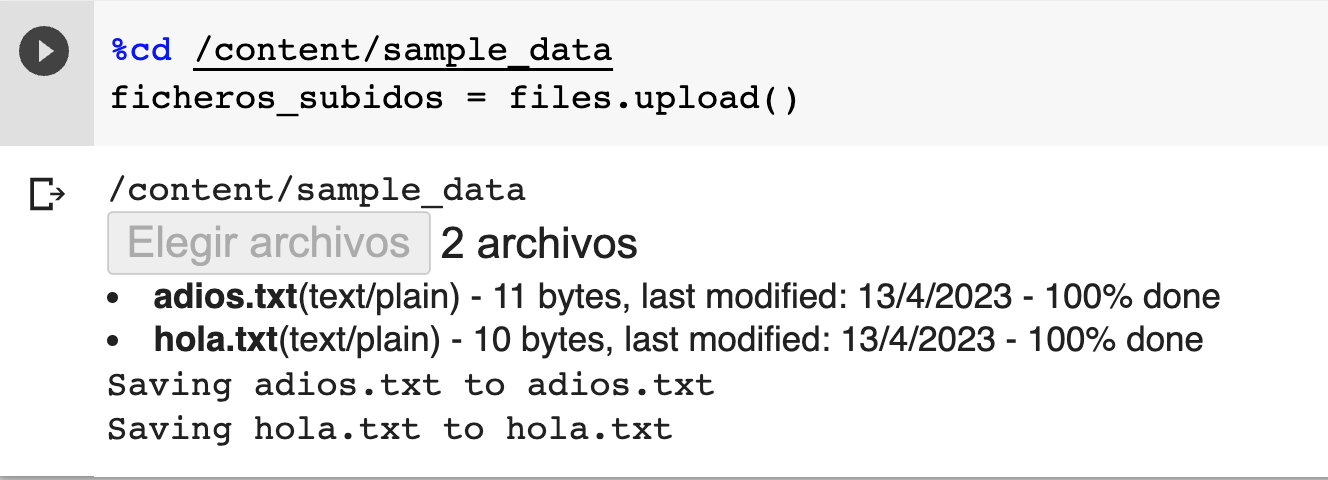 %cd /content/sample_data
ficheros_subidos = files.upload()
/content/sample_data
Elegir archivos 2 archivos
• adios.txt(text/plain) - 11 bytes, last modified: 13/4/2023 - 100% done
• hola.txt(text/plain) - 10 bytes, last modified: 13/4/2023 - 100% done
Saving adios.txt to adios.txt
Saving hola.txt to hola.txt